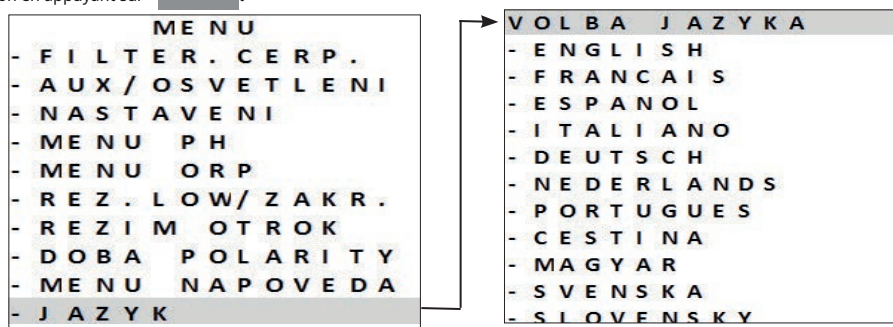 MENU
- FILTER. CERP.
- AUX/OSVETLENI
- NASTAVENI
- MENU PH
- MENU ORP
- REZ.LOW/ZAKR.
- REZIM OTROK
- DOBA POLARITY
- MENU NAPOVEDA
- JAZYK
VOLBA JAZYKA
- ENGLISH
- FRANCAIS
- ESPANOL
- ITALIANO
- DEUTSCH
- NEDERLANDS
- PORTUGUES
- CESTINA
- MAGYAR
- SVENSKA
- SLOVENSKY